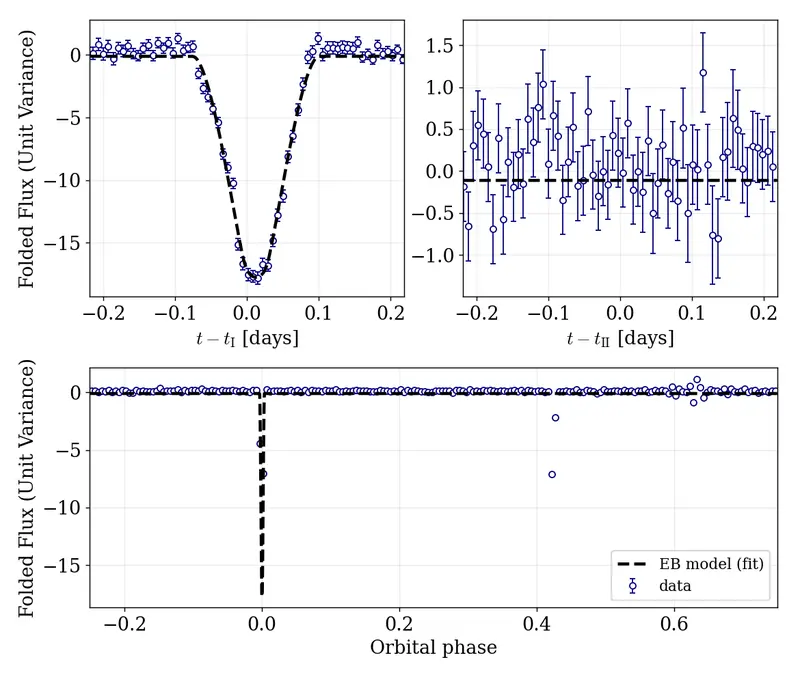 Folded Flux (Unit Variance)
0
−5
−10
−15
−0.2 −0.1 0.0 0.1 0.2
t − t_I [days]
1.5
1.0
0.5
0.0
−0.5
−1.0
−0.2 −0.1 0.0 0.1 0.2
t − t_II [days]
Folded Flux (Unit Variance)
0
−5
−10
−15
EB model (fit)
data
−0.2 0.0 0.2 0.4 0.6
Orbital phase